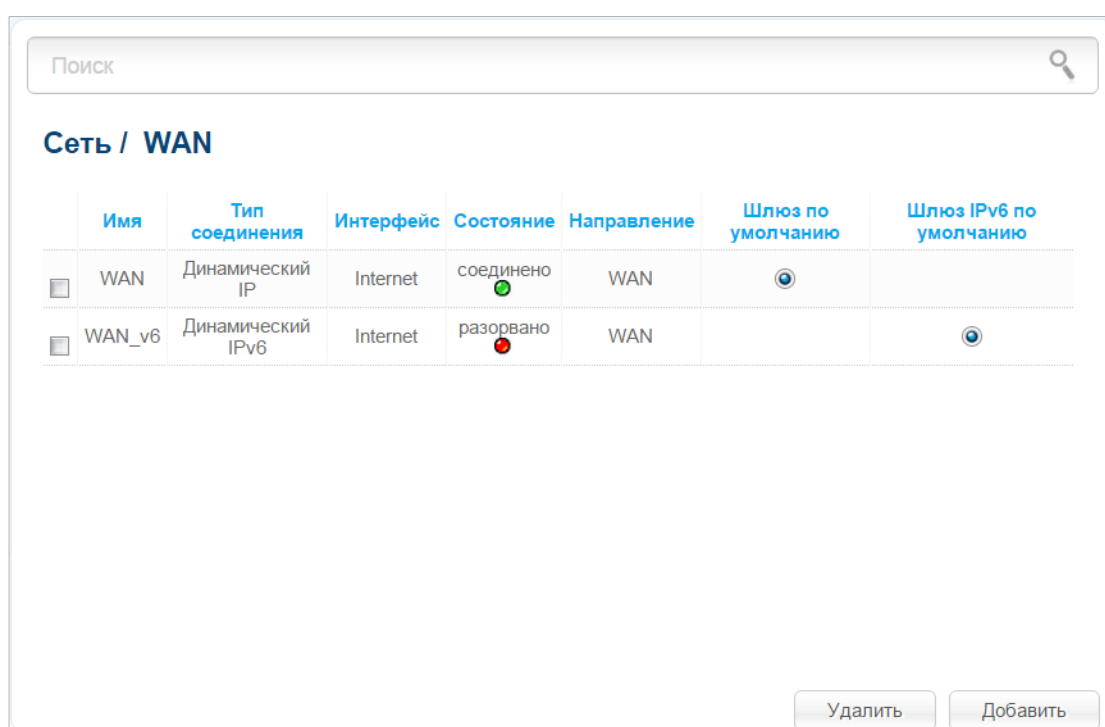 Поиск
Сеть / WAN
Имя Тип соединения Интерфейс Состояние Направление Шлюз по умолчанию Шлюз IPv6 по умолчанию
WAN Динамический IP Internet соединено WAN
WAN_v6 Динамический IPv6 Internet разорвано WAN
Удалить Добавить